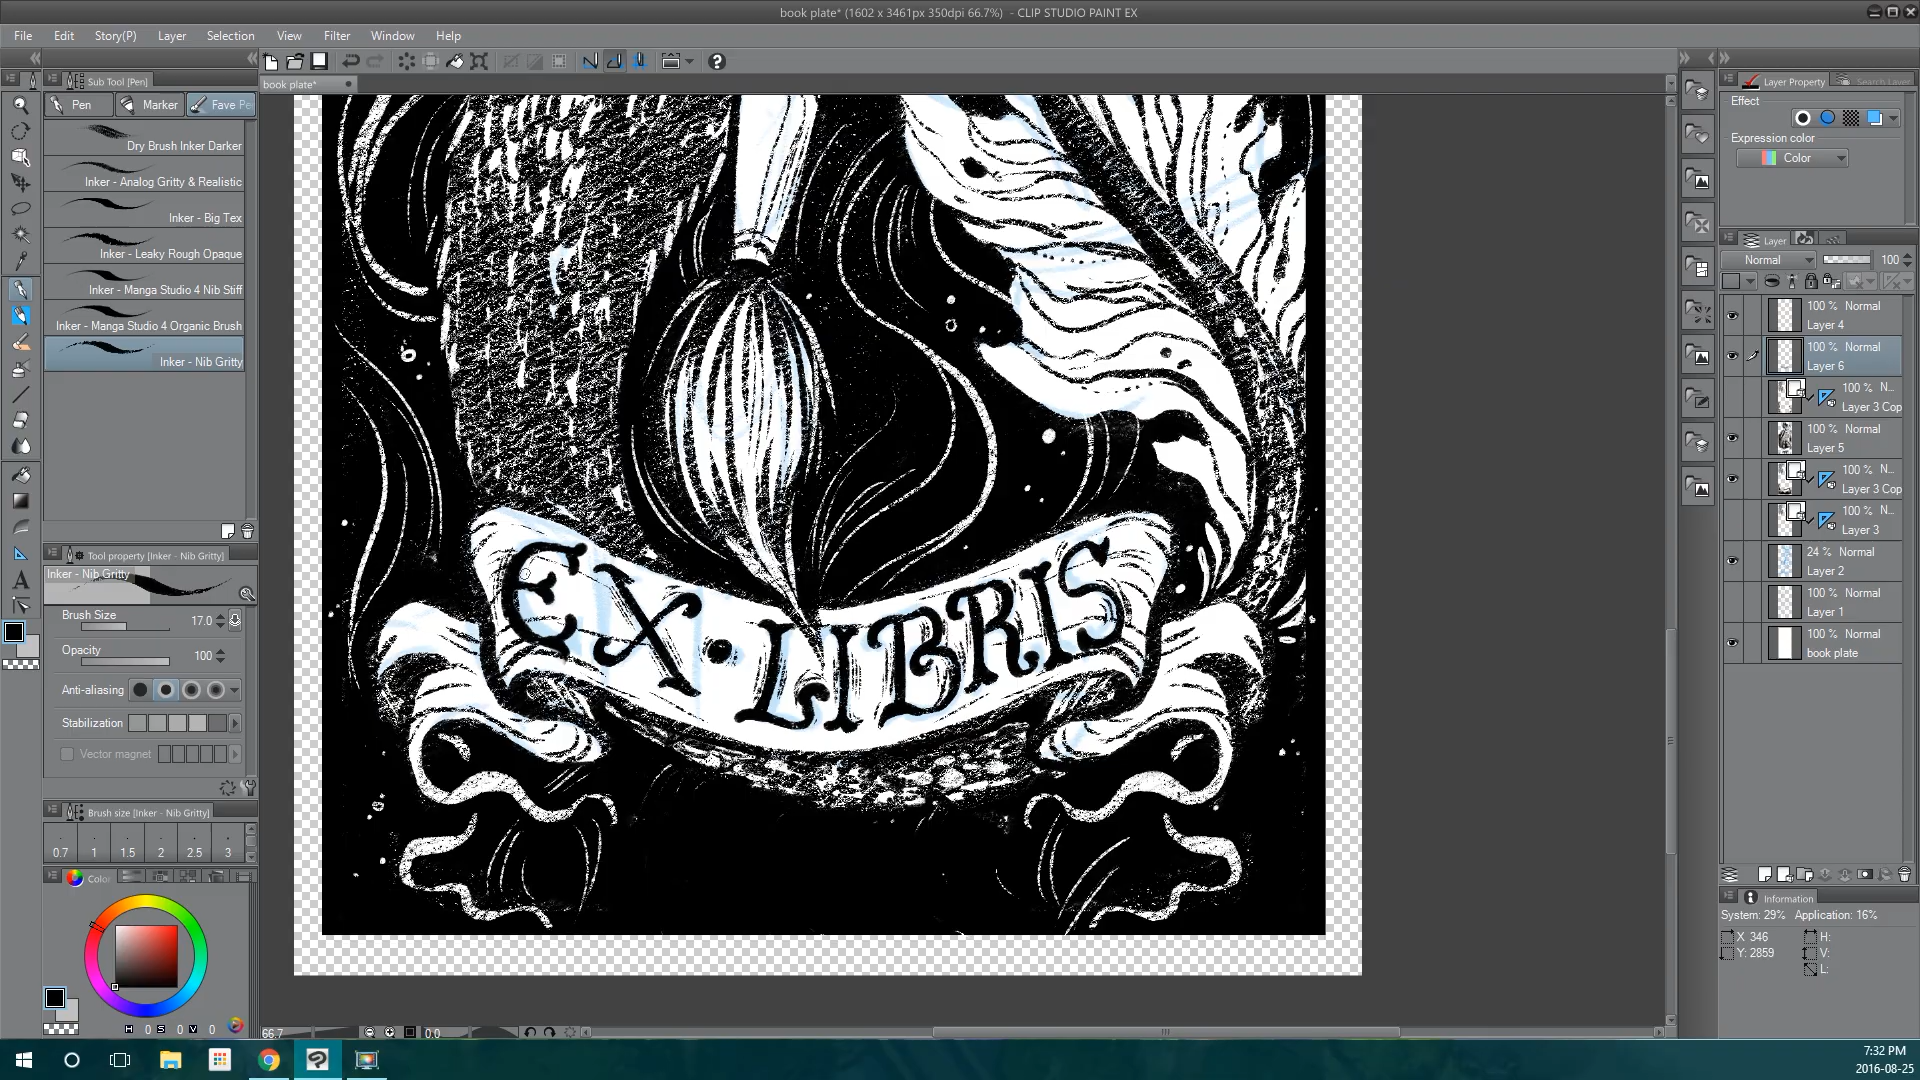 book plate* (1602 x 3461px 350dpi 66.7%) - CLIP STUDIO PAINT EX
File Edit Story(P) Layer Selection View Filter Window Help
Sub Tool [Pen]
book plate*
Pen Marker Fave Pe
Dry Brush Inker Darker
Inker - Analog Gritty & Realistic
Inker - Big Tex
Inker - Leaky Rough Opaque
Inker - Manga Studio 4 Nib Stiff
Inker - Manga Studio 4 Organic Brush
Inker - Nib Gritty
Tool property [Inker - Nib Gritty]
Inker - Nib Gritty
Brush Size 17.0
Opacity 100
Anti-aliasing
Stabilization
Vector magnet
Brush size [Inker - Nib Gritty]
0.7 1 1.5 2 2.5 3
Colo
H 0 S 0 V 0
EX·LIBRIS
66.7 0.0
Layer Property Search Layer
Effect
Expression color
Color
Layer
Normal 100
100 % Normal
Layer 4
100 % Normal
Layer 6
100 % N...
Layer 3 Cop
100 % Normal
Layer 5
100 % N...
Layer 3 Cop
100 % N...
Layer 3
24 % Normal
Layer 2
100 % Normal
Layer 1
100 % Normal
book plate
Information
System: 29% Application: 16%
X 346 H:
Y: 2859 V:
L:
7:32 PM
2016-08-25